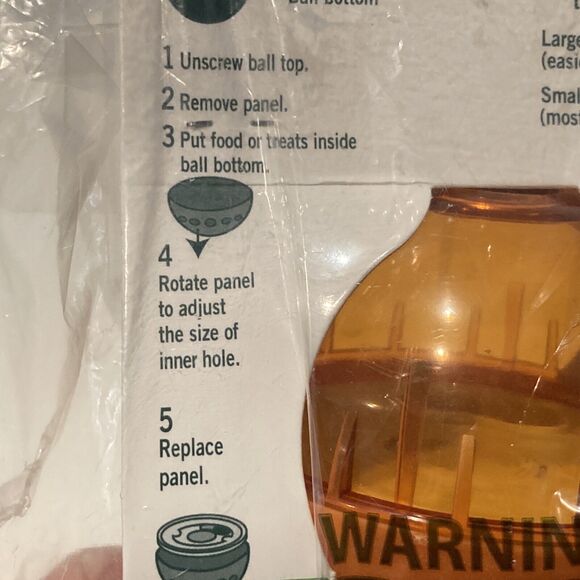 Ball bottom
1 Unscrew ball top.
2 Remove panel.
3 Put food or treats inside
ball bottom.
4
Rotate panel
to adjust
the size of
inner hole.
5
Replace
panel.
Large
(easi
Smal
(most
WARNIN